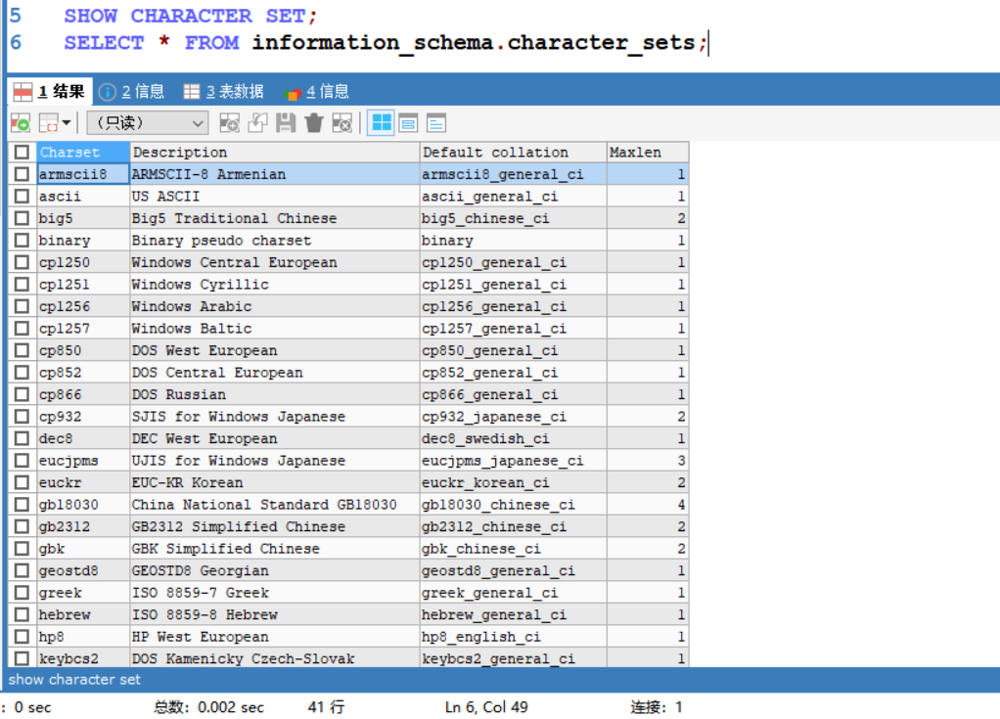 5 SHOW CHARACTER SET;
6 SELECT * FROM information_schema.character_sets;
1 结果 2 信息 3 表数据 4 信息
（只读）
Charset Description Default collation Maxlen
armscii8 ARMSCII-8 Armenian armscii8_general_ci 1
ascii US ASCII ascii_general_ci 1
big5 Big5 Traditional Chinese big5_chinese_ci 2
binary Binary pseudo charset binary 1
cp1250 Windows Central European cp1250_general_ci 1
cp1251 Windows Cyrillic cp1251_general_ci 1
cp1256 Windows Arabic cp1256_general_ci 1
cp1257 Windows Baltic cp1257_general_ci 1
cp850 DOS West European cp850_general_ci 1
cp852 DOS Central European cp852_general_ci 1
cp866 DOS Russian cp866_general_ci 1
cp932 SJIS for Windows Japanese cp932_japanese_ci 2
dec8 DEC West European dec8_swedish_ci 1
eucjpms UJIS for Windows Japanese eucjpms_japanese_ci 3
euckr EUC-KR Korean euckr_korean_ci 2
gb18030 China National Standard GB18030 gb18030_chinese_ci 4
gb2312 GB2312 Simplified Chinese gb2312_chinese_ci 2
gbk GBK Simplified Chinese gbk_chinese_ci 2
geostd8 GEOSTD8 Georgian geostd8_general_ci 1
greek ISO 8859-7 Greek greek_general_ci 1
hebrew ISO 8859-8 Hebrew hebrew_general_ci 1
hp8 HP West European hp8_english_ci 1
keybcs2 DOS Kamenicky Czech-Slovak keybcs2_general_ci 1
show character set
: 0 sec 总数: 0.002 sec 41 行 Ln 6, Col 49 连接: 1